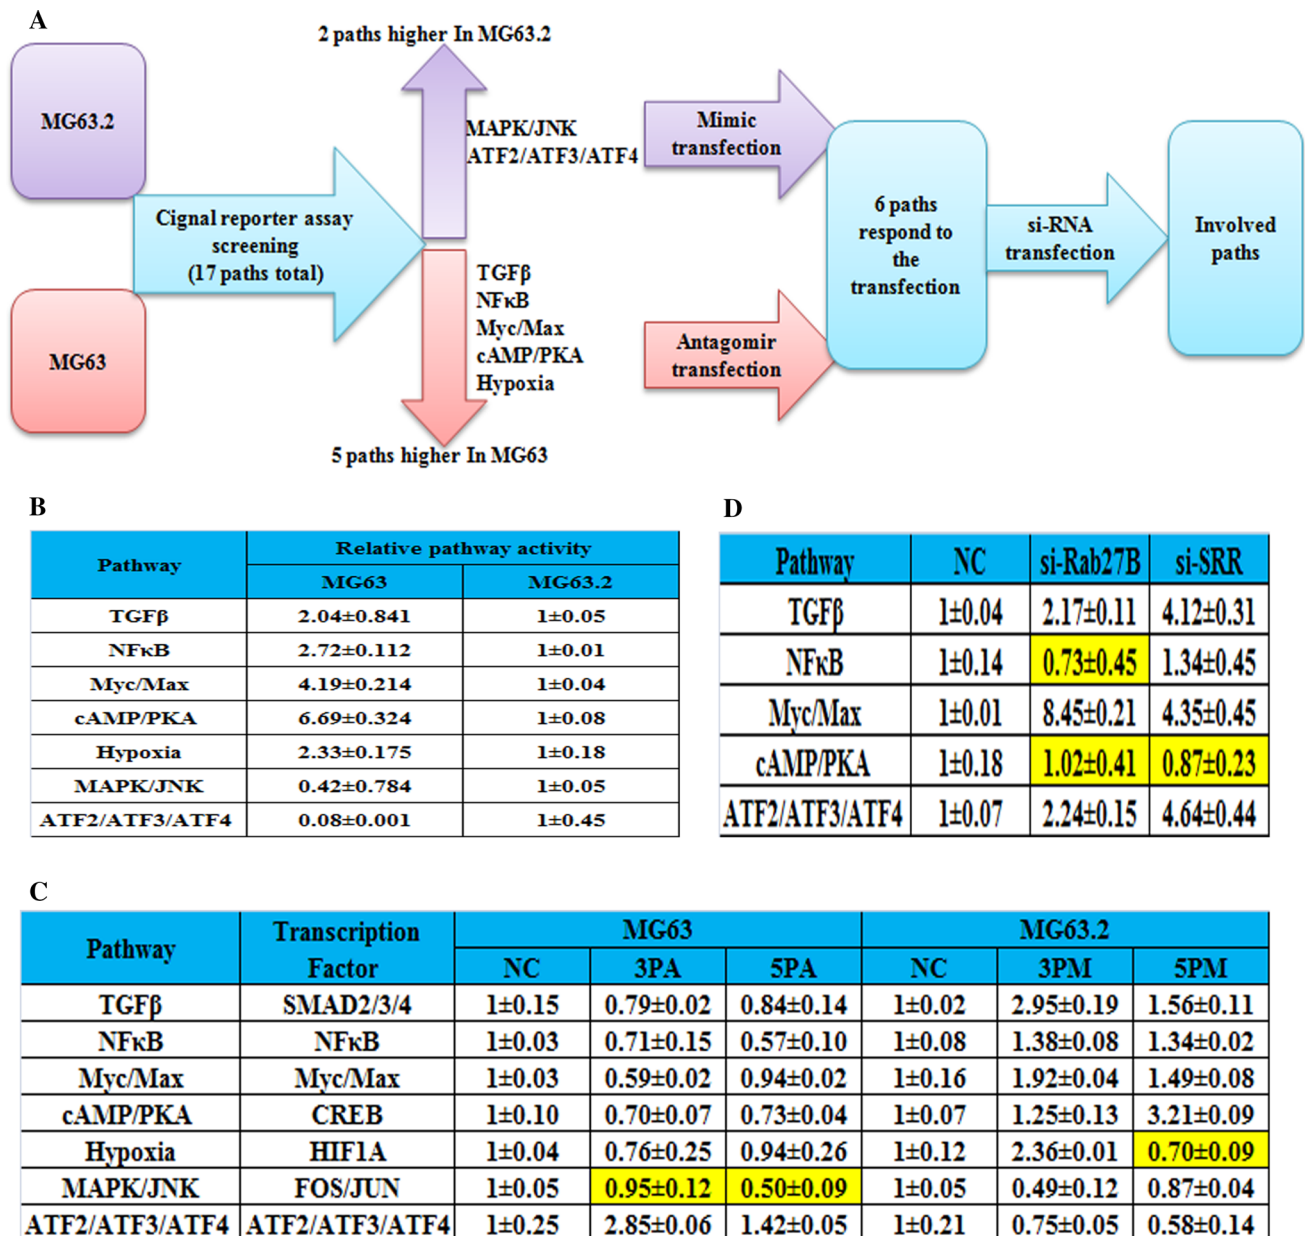 A
2 paths higher In MG63.2
MG63.2
MAPK/JNK
ATF2/ATF3/ATF4
Mimic
transfection
Cignal reporter assay
screening
(17 paths total)
6 paths
respond to
the
transfection
si-RNA
transfection
Involved
paths
TGFβ
NFκB
Myc/Max
cAMP/PKA
Hypoxia
MG63
Antagomir
transfection
5 paths higher In MG63
B
Pathway Relative pathway activity
MG63 MG63.2
TGFβ 2.04±0.841 1±0.05
NFκB 2.72±0.112 1±0.01
Myc/Max 4.19±0.214 1±0.04
cAMP/PKA 6.69±0.324 1±0.08
Hypoxia 2.33±0.175 1±0.18
MAPK/JNK 0.42±0.784 1±0.05
ATF2/ATF3/ATF4 0.08±0.001 1±0.45
D
Pathway NC si-Rab27B si-SRR
TGFβ 1±0.04 2.17±0.11 4.12±0.31
NFκB 1±0.14 0.73±0.45 1.34±0.45
Myc/Max 1±0.01 8.45±0.21 4.35±0.45
cAMP/PKA 1±0.18 1.02±0.41 0.87±0.23
ATF2/ATF3/ATF4 1±0.07 2.24±0.15 4.64±0.44
C
Pathway Transcription Factor MG63 MG63.2
NC 3PA 5PA NC 3PM 5PM
TGFβ SMAD2/3/4 1±0.15 0.79±0.02 0.84±0.14 1±0.02 2.95±0.19 1.56±0.11
NFκB NFκB 1±0.03 0.71±0.15 0.57±0.10 1±0.08 1.38±0.08 1.34±0.02
Myc/Max Myc/Max 1±0.03 0.59±0.02 0.94±0.02 1±0.16 1.92±0.04 1.49±0.08
cAMP/PKA CREB 1±0.10 0.70±0.07 0.73±0.04 1±0.07 1.25±0.13 3.21±0.09
Hypoxia HIF1A 1±0.04 0.76±0.25 0.94±0.26 1±0.12 2.36±0.01 0.70±0.09
MAPK/JNK FOS/JUN 1±0.05 0.95±0.12 0.50±0.09 1±0.05 0.49±0.12 0.87±0.04
ATF2/ATF3/ATF4 ATF2/ATF3/ATF4 1±0.25 2.85±0.06 1.42±0.05 1±0.21 0.75±0.05 0.58±0.14